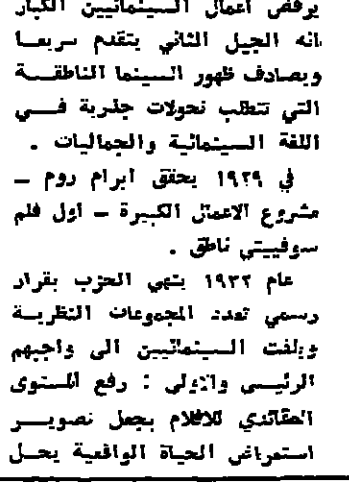 يرفض أعمال السينمائيين الكبار
انه الجيل الثاني يتقدم سريعا
ويصادف ظهور السينما الناطقة
التي تتطلب تحولات جذرية في
اللغة السينمائية والجماليات .
في ١٩٢٩ يحقق ابرام روم –
مشروع الاعمال الكبيرة – أول فلم
سوفييتي ناطق .
عام ١٩٣٢ ينهي الحزب بقرار
رسمي تعدد المجموعات النظرية
ويلفت السينمائيين الى واجبهم
الرئيسي والاولي : رفع المستوى
العقائدي للافلام بجعل تصوير
استعراض الحياة الواقعية يحل